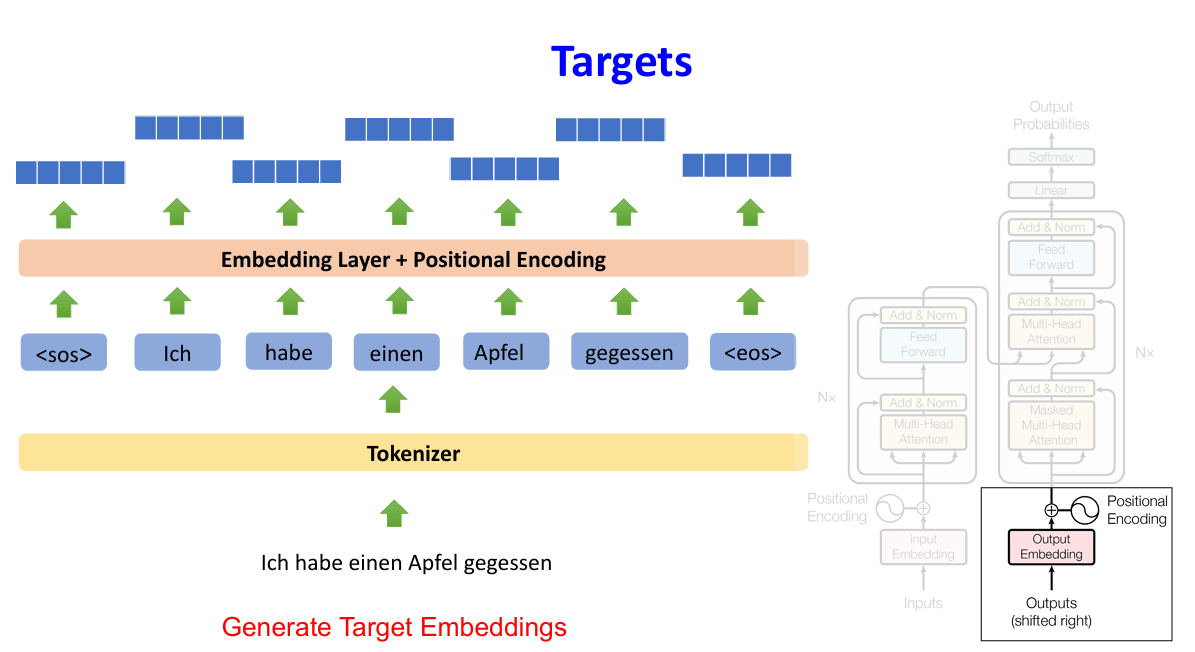 Targets
Embedding Layer + Positional Encoding
<sos>
Ich
habe
einen
Apfel
gegessen
<eos>
Tokenizer
Ich habe einen Apfel gegessen
Generate Target Embeddings
Output
Probabilities
Softmax
Linear
Add & Norm
Feed
Forward
Add & Norm
Multi-Head
Attention
Nx
Add & Norm
Masked
Multi-Head
Attention
Add & Norm
Feed
Forward
Nx
Add & Norm
Multi-Head
Attention
Positional
Encoding
Input
Embedding
Inputs
Positional
Encoding
Output
Embedding
Outputs
(shifted right)